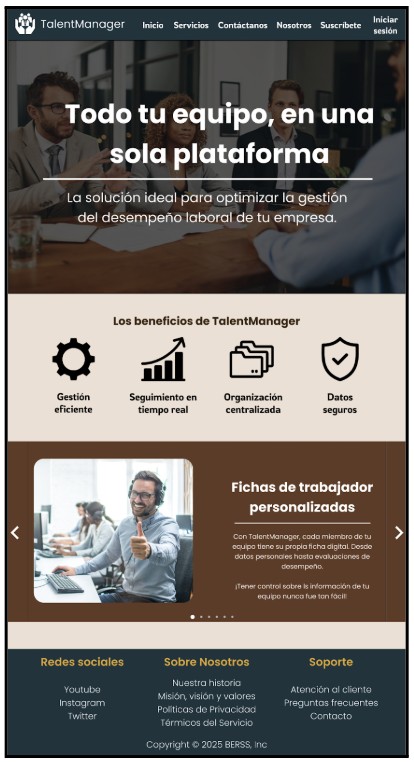 TalentManager
Inicio
Servicios
Contáctanos
Nosotros
Suscríbete
Iniciar
sesión
Todo tu equipo, en una
sola plataforma
La solución ideal para optimizar la gestión
del desempeño laboral de tu empresa.
Los beneficios de TalentManager
Gestión
eficiente
Seguimiento en
tiempo real
Organización
centralizada
Datos
seguros
Fichas de trabajador
personalizadas
Con TalentManager, cada miembro de tu
equipo tiene su propia ficha digital. Desde
datos personales hasta evaluaciones de
desempeño.
¡Tener control sobre ls información de tu
equipo nunca fue tan fácil!
Redes sociales
Youtube
Instagram
Twitter
Sobre Nosotros
Nuestra historia
Misión, visión y valores
Políticas de Privacidad
Térmicos del Servicio
Soporte
Atención al cliente
Preguntas frecuentes
Contacto
Copyright © 2025 BERSS, Inc